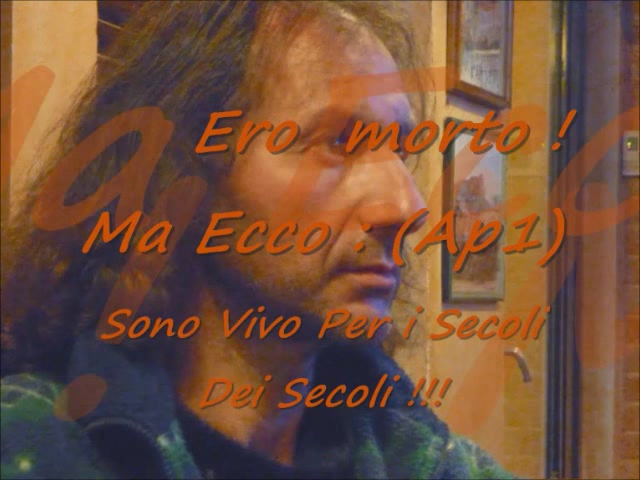 Ero morto !
Ma Ecco : (Ap1)
Sono Vivo Per i Secoli
Dei Secoli !!!